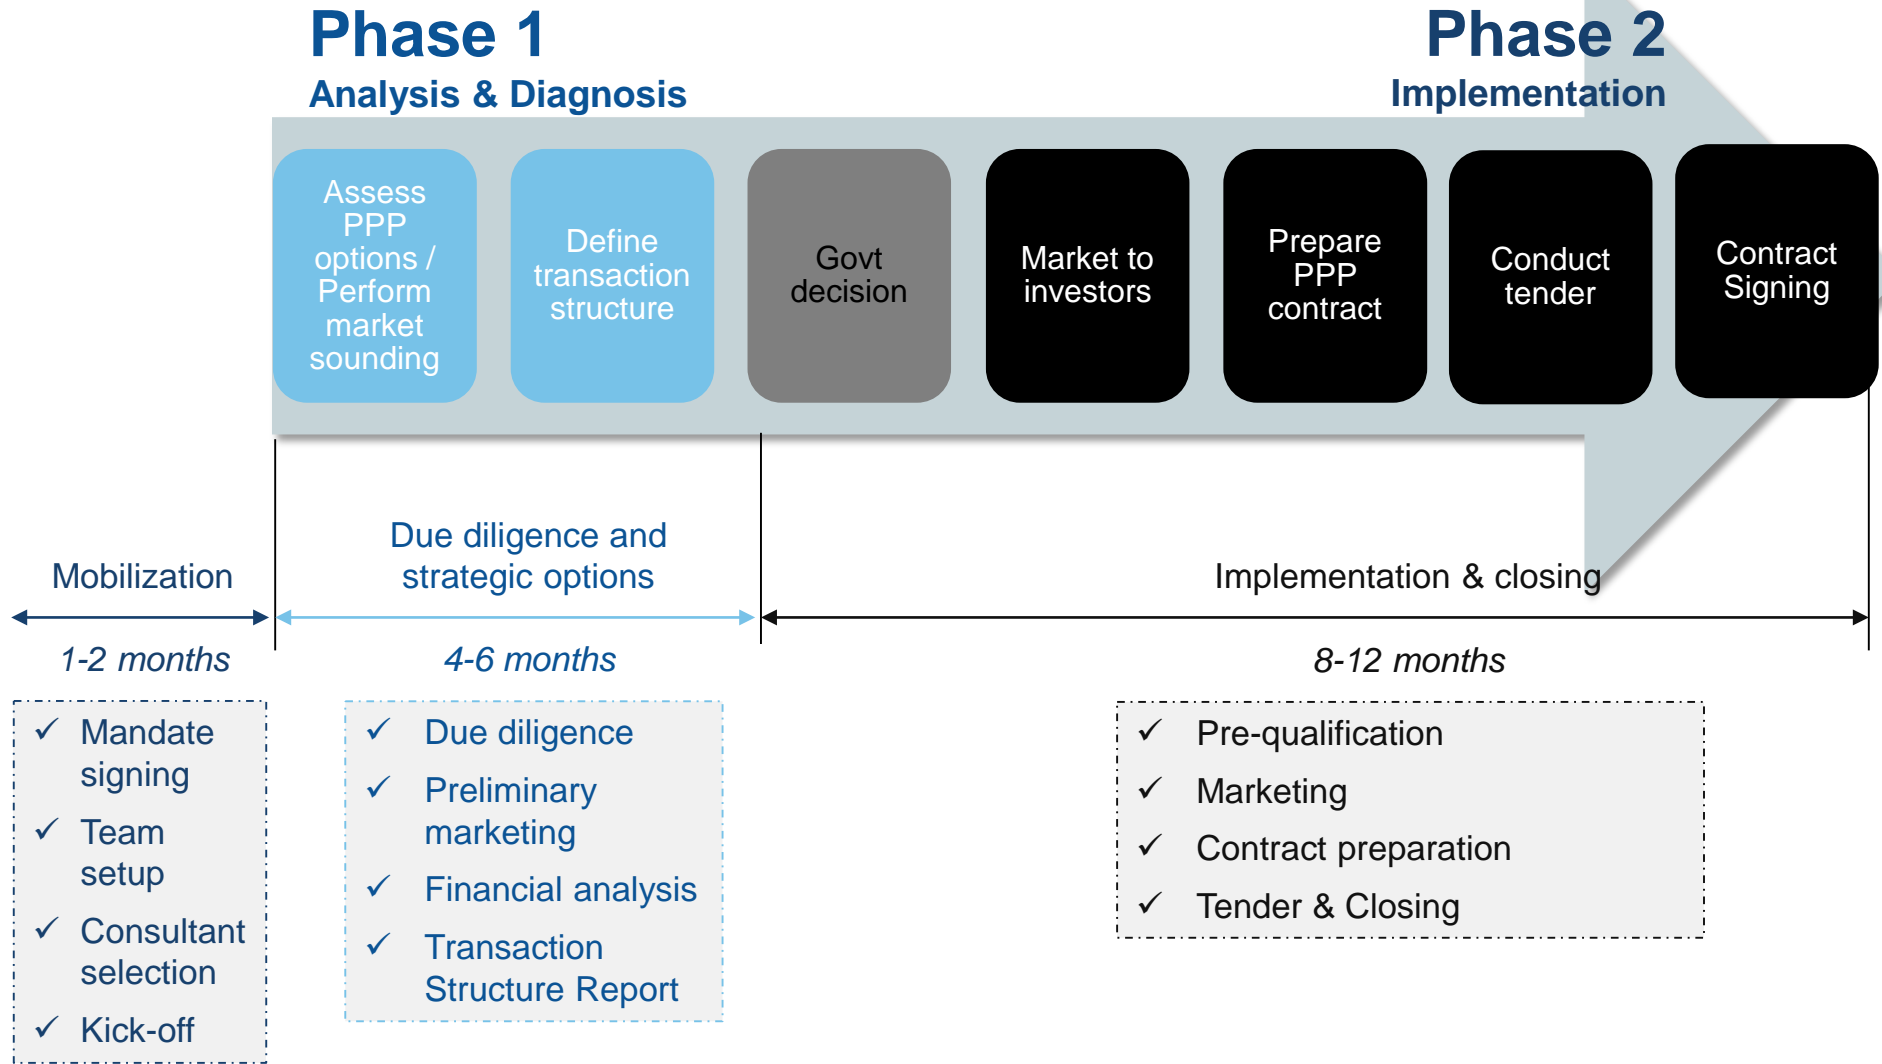 Phase 1
Analysis & Diagnosis
Phase 2
Implementation
Assess
PPP
options /
Perform
market
sounding
Define
transaction
structure
Govt
decision
Market to
investors
Prepare
PPP
contract
Conduct
tender
Contract
Signing
Mobilization
1-2 months
Due diligence and
strategic options
4-6 months
Implementation & closing
8-12 months
✓ Mandate
signing
✓ Team
setup
✓ Consultant
selection
✓ Kick-off
✓ Due diligence
✓ Preliminary
marketing
✓ Financial analysis
✓ Transaction
Structure Report
✓ Pre-qualification
✓ Marketing
✓ Contract preparation
✓ Tender & Closing